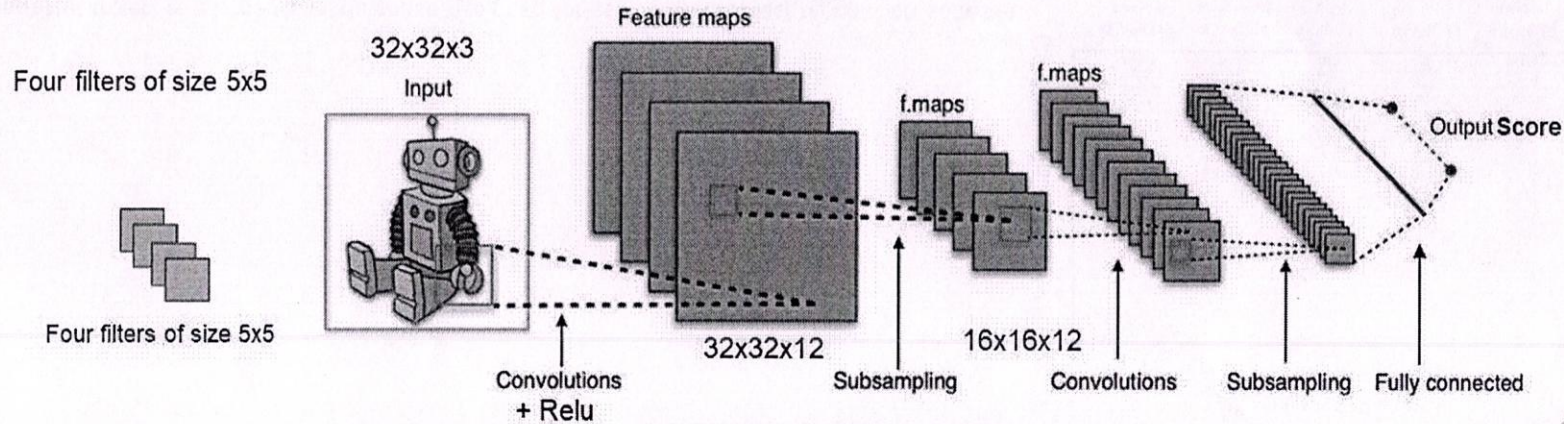 Feature maps
32x32x3
Four filters of size 5x5
Input
f.maps
f.maps
Output Score
Four filters of size 5x5
32x32x12
16x16x12
Convolutions
+ Relu
Subsampling
Convolutions
Subsampling
Fully connected